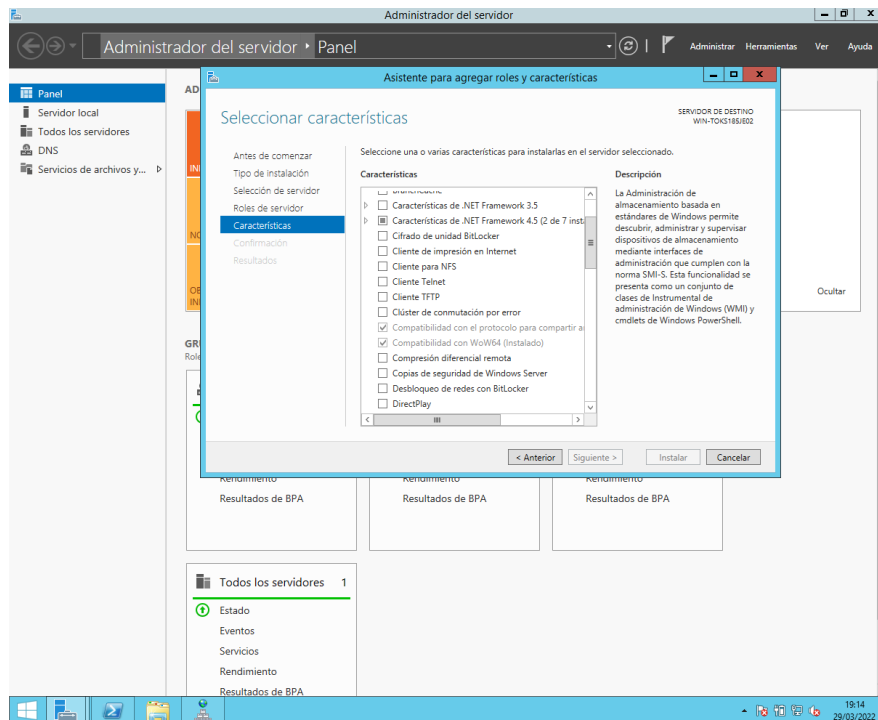 Administrador del servidor
Administrador del servidor • Panel
Administrar Herramientas Ver Ayuda
Panel
Servidor local
Todos los servidores
DNS
Servicios de archivos y...
AD
Asistente para agregar roles y características
Seleccionar características
SERVIDOR DE DESTINO
WIN-TOKS185JE02
Antes de comenzar
Tipo de instalación
Selección de servidor
Roles de servidor
Características
Confirmación
Resultados
Seleccione una o varias características para instalarlas en el servidor seleccionado.
Características
Características de .NET Framework 3.5
Características de .NET Framework 4.5 (2 de 7 inst
Cifrado de unidad BitLocker
Cliente de impresión en Internet
Cliente para NFS
Cliente Telnet
Cliente TFTP
Clúster de conmutación por error
Compatibilidad con el protocolo para compartir a
Compatibilidad con WoW64 (Instalado)
Compresión diferencial remota
Copias de seguridad de Windows Server
Desbloqueo de redes con BitLocker
DirectPlay
Descripción
La Administración de
almacenamiento basada en
estándares de Windows permite
descubrir, administrar y supervisar
dispositivos de almacenamiento
mediante interfaces de
administración que cumplen con la
norma SMI-S. Esta funcionalidad se
presenta como un conjunto de
clases de Instrumental de
administración de Windows (WMI) y
cmdlets de Windows PowerShell.
< Anterior Siguiente > Instalar Cancelar
Ocultar
GR
Role
Rendimiento
Resultados de BPA
Rendimiento
Resultados de BPA
Rendimiento
Resultados de BPA
Todos los servidores 1
Estado
Eventos
Servicios
Rendimiento
Resultados de BPA
19:14
29/03/2022